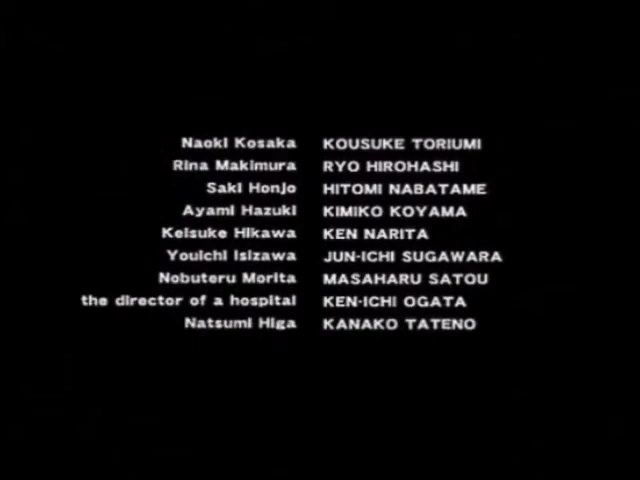 Naoki Kosaka KOUSUKE TORIUMI
Rina Makimura RYO HIROHASHI
Saki Honjo HITOMI NABATAME
Ayami Hazuki KIMIKO KOYAMA
Keisuke Hikawa KEN NARITA
Youichi Isizawa JUN-ICHI SUGAWARA
Nobuteru Morita MASAHARU SATOU
the director of a hospital KEN-ICHI OGATA
Natsumi Higa KANAKO TATENO